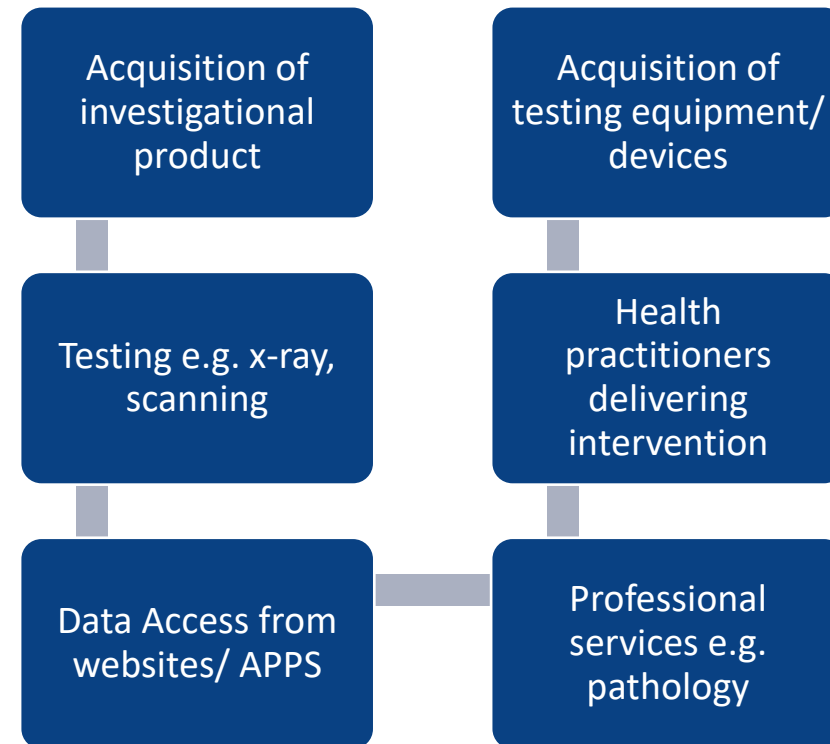 Acquisition of
investigational
product
Testing e.g. x-ray,
scanning
Data Access from
websites/ APPS
Professional
services e.g.
pathology
Health
practitioners
delivering
intervention
Acquisition of
testing equipment/
devices